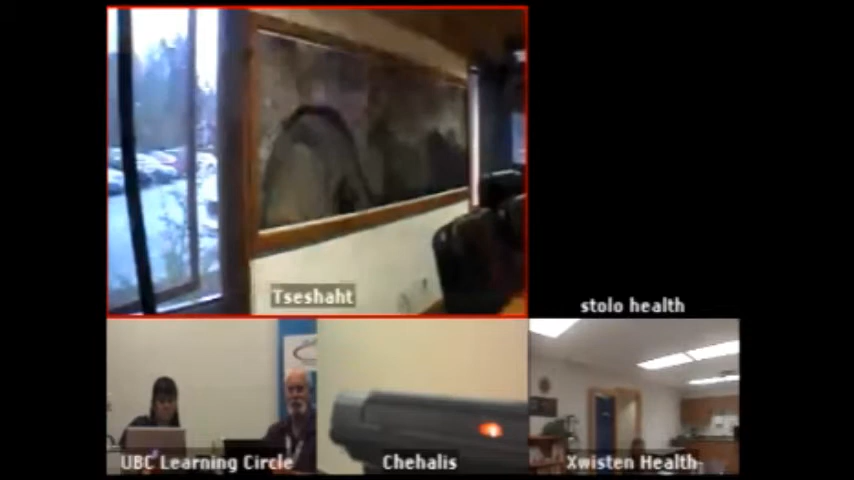 Tseshaht
stolo health
UBC Learning Circle
Chehalis
Xwisten Health